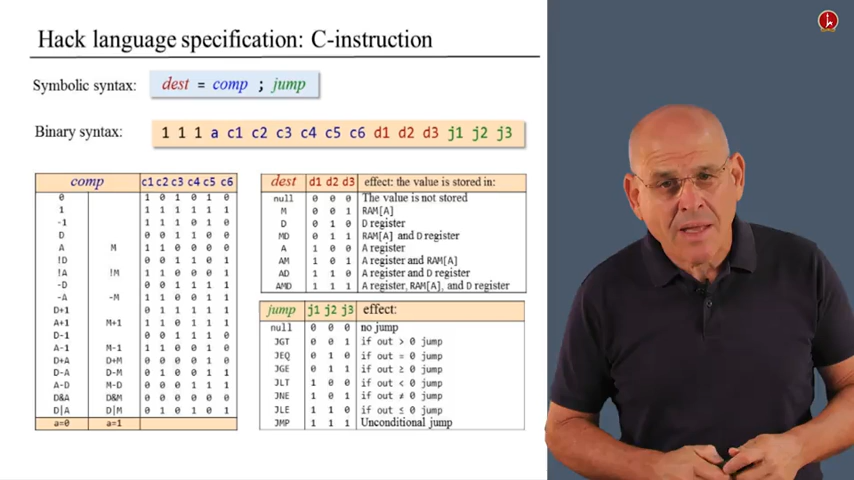 Hack language specification: C-instruction
Symbolic syntax: dest = comp ; jump
Binary syntax: 1 1 1 a c1 c2 c3 c4 c5 c6 d1 d2 d3 j1 j2 j3
comp c1 c2 c3 c4 c5 c6
0 1 0 1 0 1 0
1 1 1 1 1 1 1
-1 1 1 1 0 1 0
D 0 0 1 1 0 0
A M 1 1 0 0 0 0
!D 0 0 1 1 0 1
!A !M 1 1 0 0 0 1
-D 0 0 1 1 1 1
-A -M 1 1 0 0 1 1
D+1 0 1 1 1 1 1
A+1 M+1 1 1 0 1 1 1
D-1 0 0 1 1 1 0
A-1 M-1 1 1 0 0 1 0
D+A D+M 0 0 0 0 1 0
D-A D-M 0 1 0 0 1 1
A-D M-D 0 0 0 1 1 1
D&A D&M 0 0 0 0 0 0
D|A D|M 0 1 0 1 0 1
a=0 a=1
dest d1 d2 d3 effect: the value is stored in:
null 0 0 0 The value is not stored
M 0 0 1 RAM[A]
D 0 1 0 D register
MD 0 1 1 RAM[A] and D register
A 1 0 0 A register
AM 1 0 1 A register and RAM[A]
AD 1 1 0 A register and D register
AMD 1 1 1 A register, RAM[A], and D register
jump j1 j2 j3 effect:
null 0 0 0 no jump
JGT 0 0 1 if out > 0 jump
JEQ 0 1 0 if out = 0 jump
JGE 0 1 1 if out ≥ 0 jump
JLT 1 0 0 if out < 0 jump
JNE 1 0 1 if out ≠ 0 jump
JLE 1 1 0 if out ≤ 0 jump
JMP 1 1 1 Unconditional jump